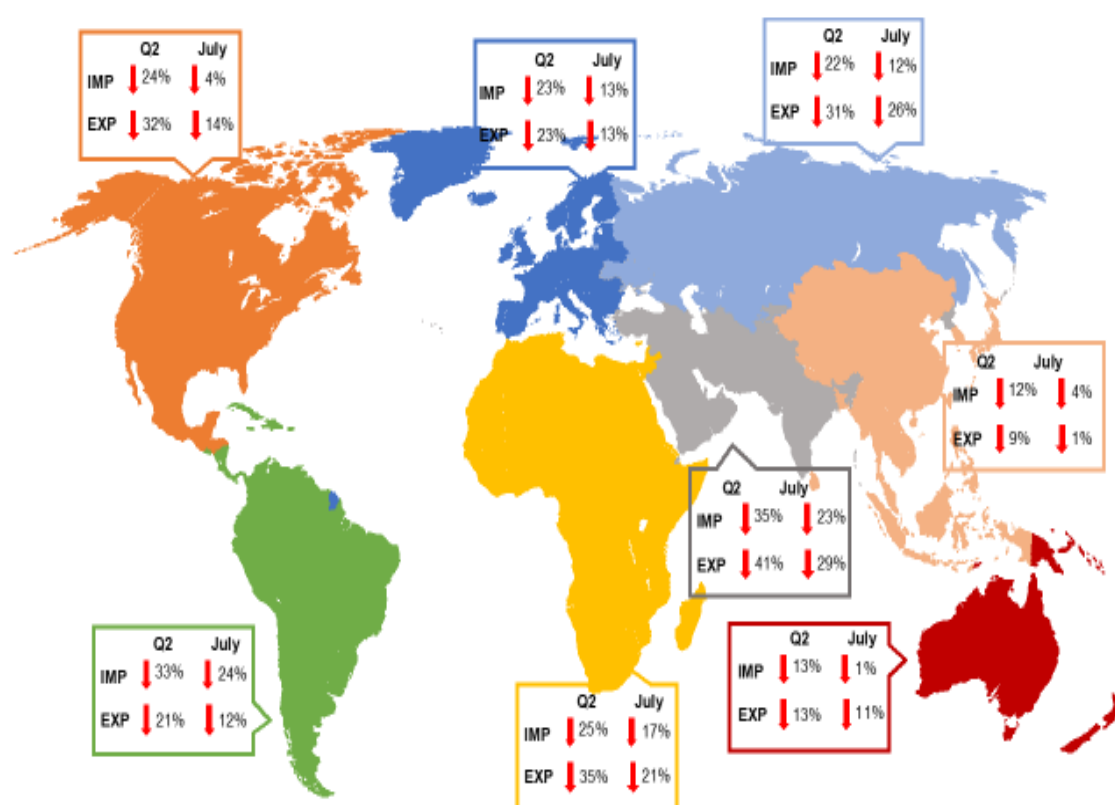 Q2 July
IMP 24% 4%
EXP 32% 14%
Q2 July
IMP 23% 13%
EXP 23% 13%
Q2 July
IMP 22% 12%
EXP 31% 26%
Q2 July
IMP 12% 4%
EXP 9% 1%
Q2 July
IMP 35% 23%
EXP 41% 29%
Q2 July
IMP 33% 24%
EXP 21% 12%
Q2 July
IMP 25% 17%
EXP 35% 21%
Q2 July
IMP 13% 1%
EXP 13% 11%